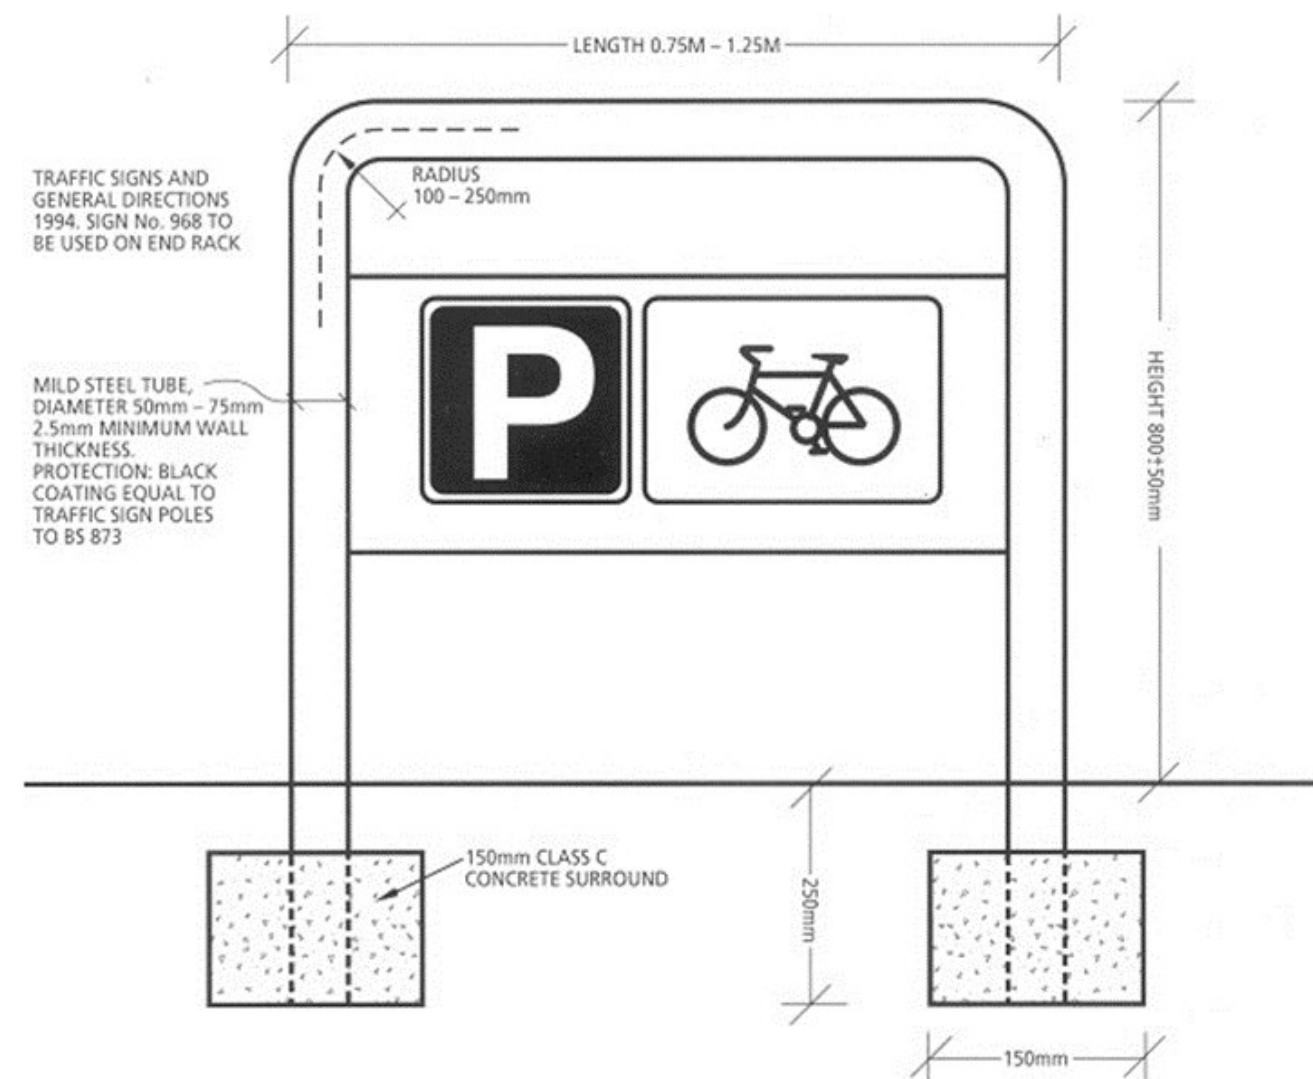 LENGTH 0.75M – 1.25M
TRAFFIC SIGNS AND
GENERAL DIRECTIONS
1994. SIGN No. 968 TO
BE USED ON END RACK
RADIUS
100 – 250mm
P
MILD STEEL TUBE,
DIAMETER 50mm – 75mm
2.5mm MINIMUM WALL
THICKNESS.
PROTECTION: BLACK
COATING EQUAL TO
TRAFFIC SIGN POLES
TO BS 873
HEIGHT 800±50mm
150mm CLASS C
CONCRETE SURROUND
250mm
150mm